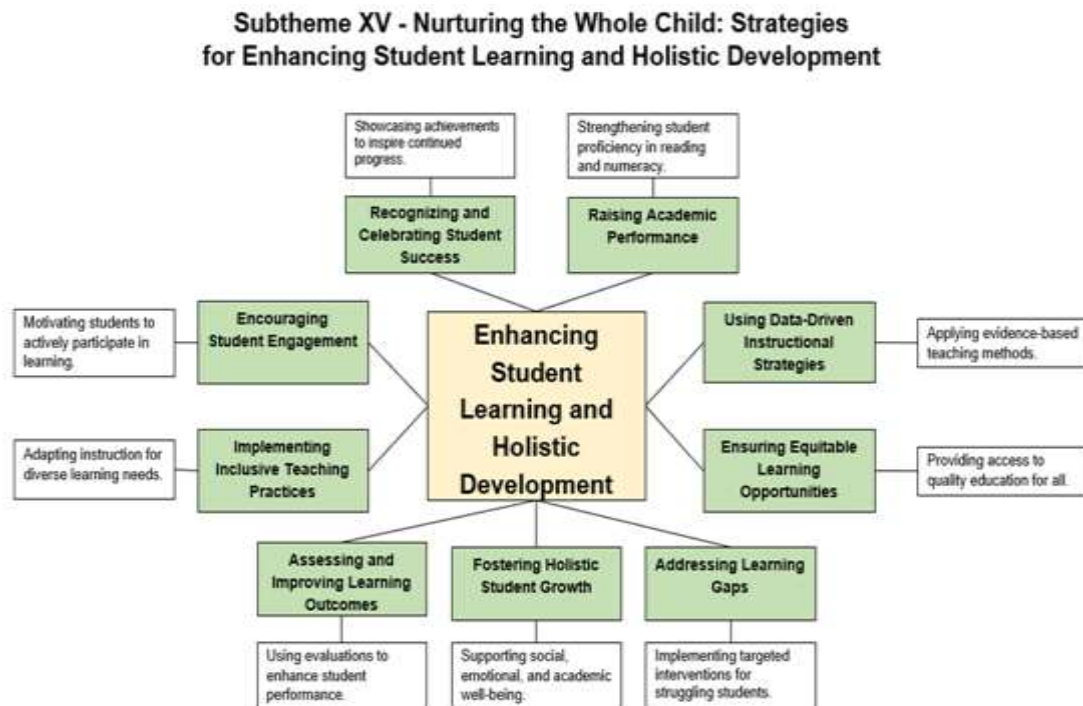 Subtheme XV - Nurturing the Whole Child: Strategies
for Enhancing Student Learning and Holistic Development
Showcasing achievements
to inspire continued
progress.
Strengthening student
proficiency in reading
and numeracy.
Recognizing and
Celebrating Student
Success
Raising Academic
Performance
Motivating students to
actively participate in
learning.
Encouraging
Student Engagement
Enhancing
Student
Learning and
Holistic
Development
Using Data-Driven
Instructional
Strategies
Applying evidence-based
teaching methods.
Adapting instruction for
diverse learning needs.
Implementing
Inclusive Teaching
Practices
Ensuring Equitable
Learning
Opportunities
Providing access to
quality education for all.
Assessing and
Improving Learning
Outcomes
Fostering Holistic
Student Growth
Addressing Learning
Gaps
Using evaluations to
enhance student
performance.
Supporting social,
emotional, and academic
well-being.
Implementing targeted
interventions for
struggling students.